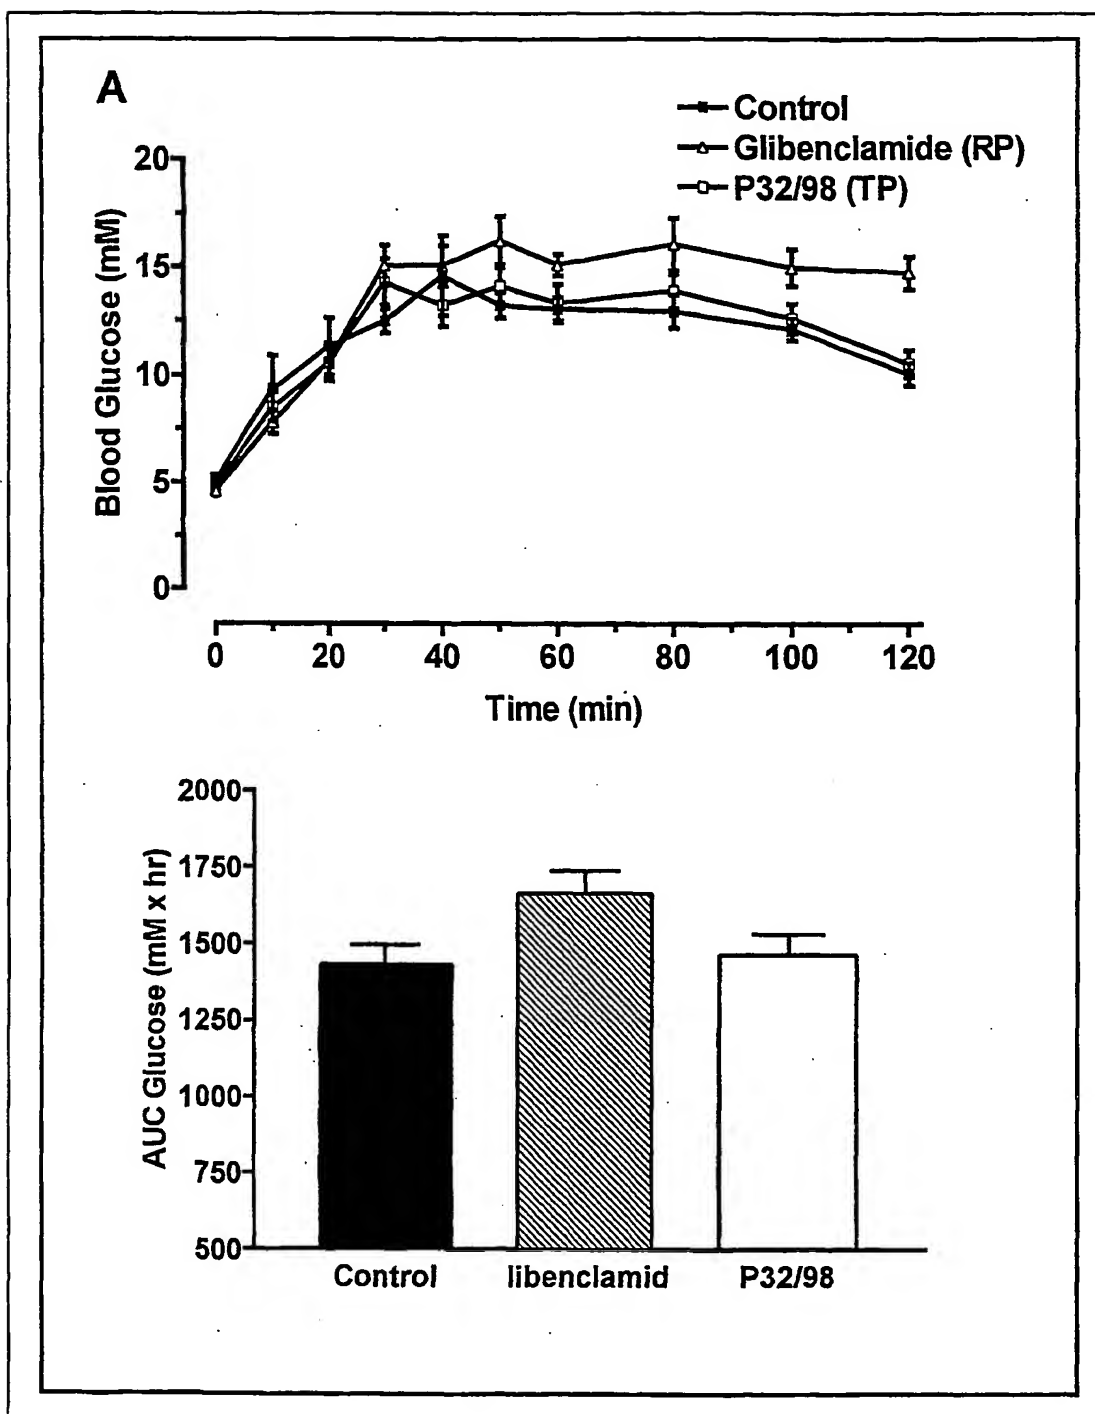 A
Control
Glibenclamide (RP)
P32/98 (TP)
20
15
10
5
0
Blood Glucose (mM)
0 20 40 60 80 100 120
Time (min)
2000
1750
1500
1250
1000
750
500
AUC Glucose (mM x hr)
Control libenclamid P32/98